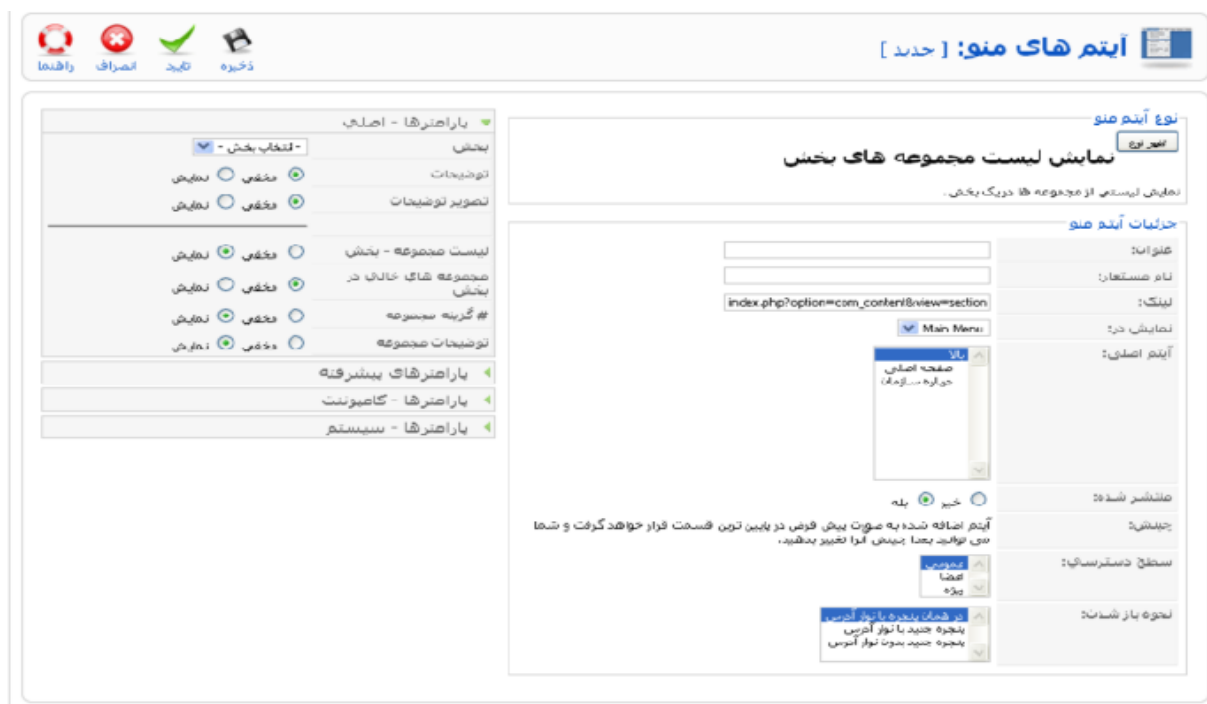 آیتم های منو: [ جدید ]
ذخیره
تایید
انصراف
راهنما
نوع آیتم منو
تغییر نوع
نمایش لیست مجموعه های بخش
نمایش لیستی از مجموعه ها در یک بخش.
جزئیات آیتم منو
عنوان:
نام مستعار:
لینک: index.php?option=com_content&view=section
نمایش در: Main Menu
آیتم اصلی: بالا
صفحه اصلی
درباره سازمان
منتشر شده: خیر بله
چینش: آیتم اضافه شده به صورت پیش فرض در پایین ترین قسمت قرار خواهد گرفت و شما
می توانید بعدا چینش آنرا تغییر بدهید.
سطح دسترسی: عمومی
اعضا
ویژه
نحوه باز شدن: در همان پنجره با نوار آدرس
پنجره جدید با نوار آدرس
پنجره جدید بدون نوار آدرس
پارامترها - اصلی
بخش - انتخاب بخش -
توضیحات مخفی نمایش
تصویر توضیحات مخفی نمایش
لیست مجموعه - بخش مخفی نمایش
مجموعه های خالی در
بخش مخفی نمایش
# گزینه مجموعه مخفی نمایش
توضیحات مجموعه مخفی نمایش
پارامترهای پیشرفته
پارامترها - کامپوننت
پارامترها - سیستم